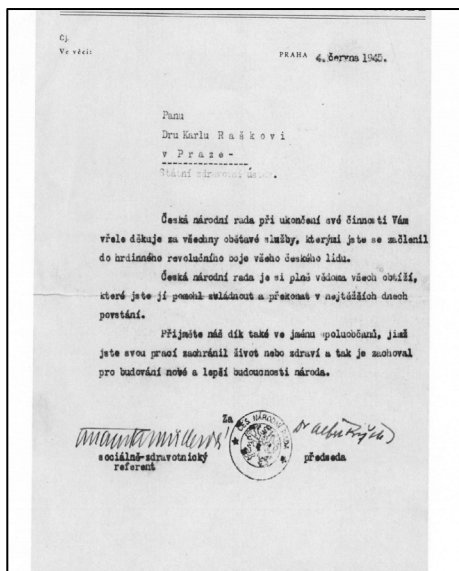 Čj.
Ve věci:
PRAHA 4. června 1945.
Panu
Dru Karlu Raškovi
v Praze-
Státní zdravotní ústav.
Česká národní rada při ukončení své činnosti Vám
vřele děkuje za všechny obětavé služby, kterými jste se začlenil
do hrdinného revolučního boje všeho českého lidu.
Česká národní rada je si plně vědoma všech obtíží,
které jste jí pomohl zvládnout a překonat v nejtěžších dnech
povstání.
Přijměte náš dík také ve jménu spoluobčanů, jimž
jste svou prací zachránil život nebo zdraví a tak je zachoval
pro budování nové a lepší budoucnosti národa.
Za
sociálně-zdravotnický
referent
předseda